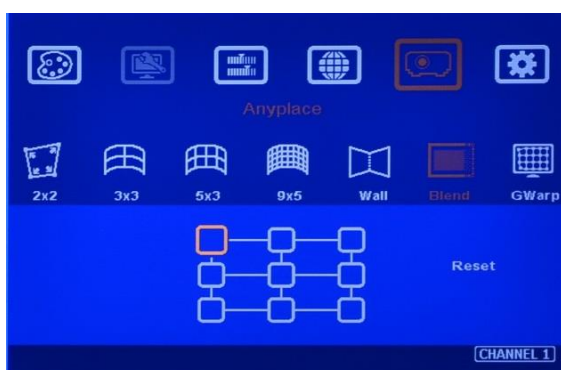 Anyplace
2x2 3x3 5x3 9x5 Wall Blend GWarp
Reset
CHANNEL 1